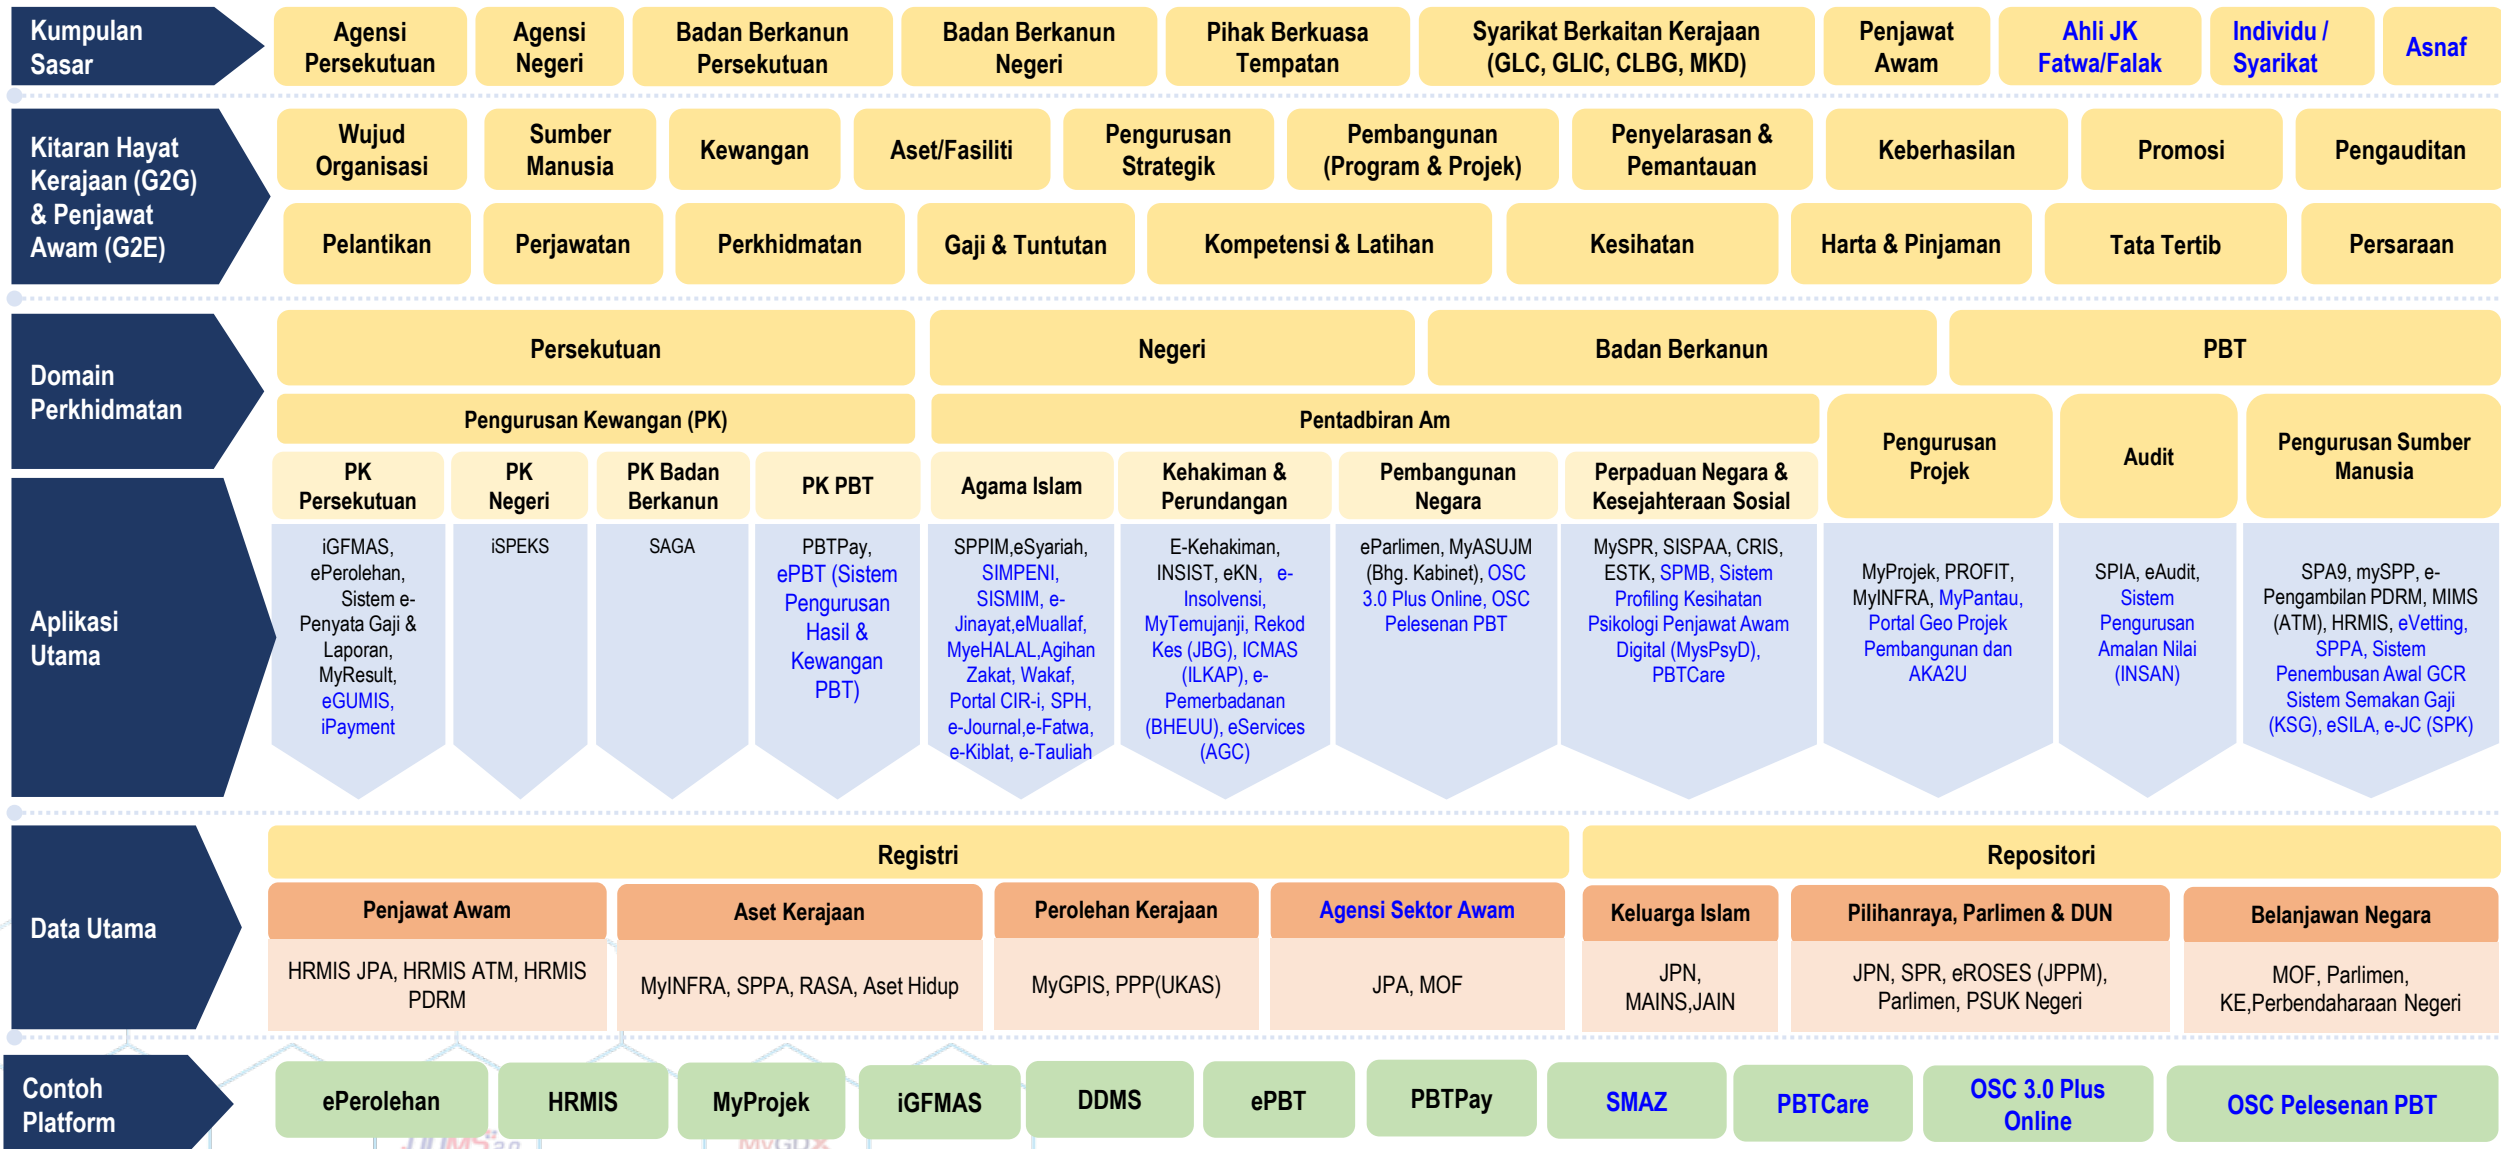 Kumpulan
Sasar
Agensi
Persekutuan
Agensi
Negeri
Badan Berkanun
Persekutuan
Badan Berkanun
Negeri
Pihak Berkuasa
Tempatan
Syarikat Berkaitan Kerajaan
(GLC, GLIC, CLBG, MKD)
Penjawat
Awam
Ahli JK
Fatwa/Falak
Individu /
Syarikat
Asnaf
Kitaran Hayat
Kerajaan (G2G)
& Penjawat
Awam (G2E)
Wujud
Organisasi
Sumber
Manusia
Kewangan
Aset/Fasiliti
Pengurusan
Strategik
Pembangunan
(Program & Projek)
Penyelarasan &
Pemantauan
Keberhasilan
Promosi
Pengauditan
Pelantikan
Perjawatan
Perkhidmatan
Gaji & Tuntutan
Kompetensi & Latihan
Kesihatan
Harta & Pinjaman
Tata Tertib
Persaraan
Domain
Perkhidmatan
Persekutuan
Negeri
Badan Berkanun
PBT
Pengurusan Kewangan (PK)
Pentadbiran Am
Pengurusan
Projek
Audit
Pengurusan Sumber
Manusia
PK
Persekutuan
PK
Negeri
PK Badan
Berkanun
PK PBT
Agama Islam
Kehakiman &
Perundangan
Pembangunan
Negara
Perpaduan Negara &
Kesejahteraan Sosial
Aplikasi
Utama
iGFMAS,
ePerolehan,
Sistem e-
Penyata Gaji &
Laporan,
MyResult,
eGUMIS,
iPayment
iSPEKS
SAGA
PBTPay,
ePBT (Sistem
Pengurusan
Hasil &
Kewangan
PBT)
SPPIM,eSyariah,
SIMPENI,
SISMIM, e-
Jinayat,eMuallaf,
MyeHALAL,Agihan
Zakat, Wakaf,
Portal CIR-i, SPH,
e-Journal,e-Fatwa,
e-Kiblat, e-Tauliah
E-Kehakiman,
INSIST, eKN, e-
Insolvensi,
MyTemujanji, Rekod
Kes (JBG), ICMAS
(ILKAP), e-
Pemerbadanan
(BHEUU), eServices
(AGC)
eParlimen, MyASUJM
(Bhg. Kabinet), OSC
3.0 Plus Online, OSC
Pelesenan PBT
MySPR, SISPAA, CRIS,
ESTK, SPMB, Sistem
Profiling Kesihatan
Psikologi Penjawat Awam
Digital (MysPsyD),
PBTCare
MyProjek, PROFIT,
MyINFRA, MyPantau,
Portal Geo Projek
Pembangunan dan
AKA2U
SPIA, eAudit,
Sistem
Pengurusan
Amalan Nilai
(INSAN)
SPA9, mySPP, e-
Pengambilan PDRM, MIMS
(ATM), HRMIS, eVetting,
SPPA, Sistem
Penembusan Awal GCR
Sistem Semakan Gaji
(KSG), eSILA, e-JC (SPK)
Data Utama
Registri
Repositori
Penjawat Awam
Aset Kerajaan
Perolehan Kerajaan
Agensi Sektor Awam
Keluarga Islam
Pilihanraya, Parlimen & DUN
Belanjawan Negara
HRMIS JPA, HRMIS ATM, HRMIS
PDRM
MyINFRA, SPPA, RASA, Aset Hidup
MyGPIS, PPP(UKAS)
JPA, MOF
JPN,
MAINS,JAIN
JPN, SPR, eROSES (JPPM),
Parlimen, PSUK Negeri
MOF, Parlimen,
KE,Perbendaharaan Negeri
Contoh
Platform
ePerolehan
HRMIS
MyProjek
iGFMAS
DDMS
ePBT
PBTPay
SMAZ
PBTCare
OSC 3.0 Plus
Online
OSC Pelesenan PBT